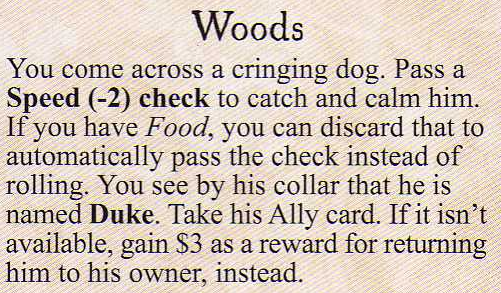 Woods
You come across a cringing dog. Pass a
Speed (-2) check to catch and calm him.
If you have Food, you can discard that to
automatically pass the check instead of
rolling. You see by his collar that he is
named Duke. Take his Ally card. If it isn't
available, gain $3 as a reward for returning
him to his owner, instead.